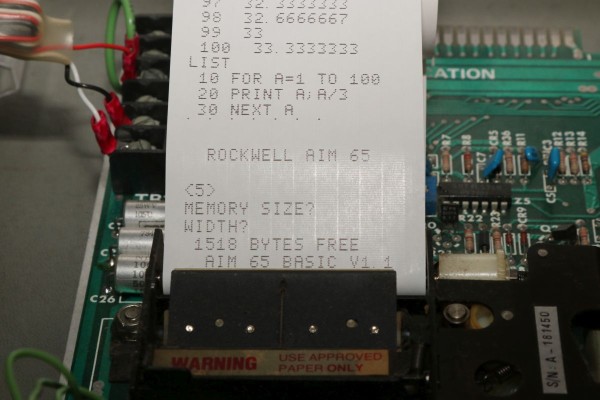 97 32.3333333
98 32.6666667
99 33
100 33.3333333
LIST
10 FOR A=1 TO 100
20 PRINT A;A/3
30 NEXT A
ROCKWELL AIM 65
<5>
MEMORY SIZE?
WIDTH?
1518 BYTES FREE
AIM 65 BASIC V1.1
WARNING USE APPROVED
PAPER ONLY
ATION
C26
Z5
S/N: A-181450